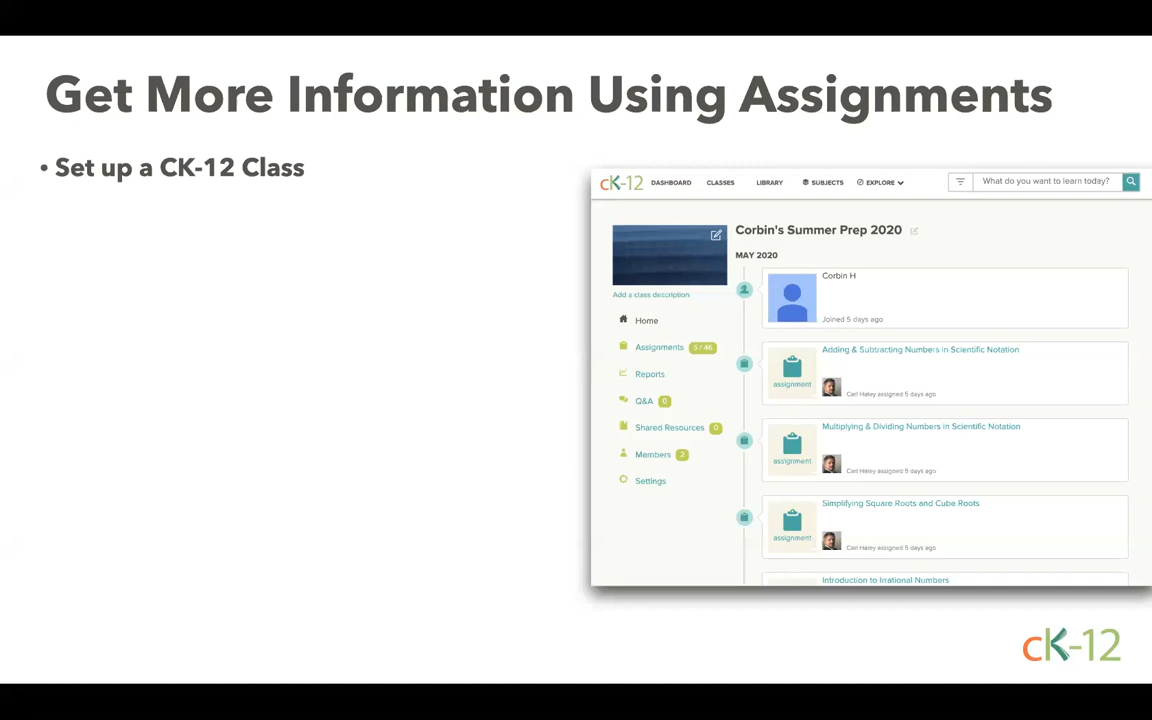 Get More Information Using Assignments
• Set up a CK-12 Class
cK-12 DASHBOARD CLASSES LIBRARY SUBJECTS EXPLORE What do you want to learn today?
Corbin's Summer Prep 2020
MAY 2020
Add a class description
Home
Assignments 5 / 46
Reports
Q&A 0
Shared Resources 0
Members 2
Settings
Corbin H
Joined 5 days ago
Adding & Subtracting Numbers in Scientific Notation
assignment
Carl Haley assigned 5 days ago
Multiplying & Dividing Numbers in Scientific Notation
assignment
Carl Haley assigned 5 days ago
Simplifying Square Roots and Cube Roots
assignment
Carl Haley assigned 5 days ago
Introduction to Irrational Numbers
cK-12